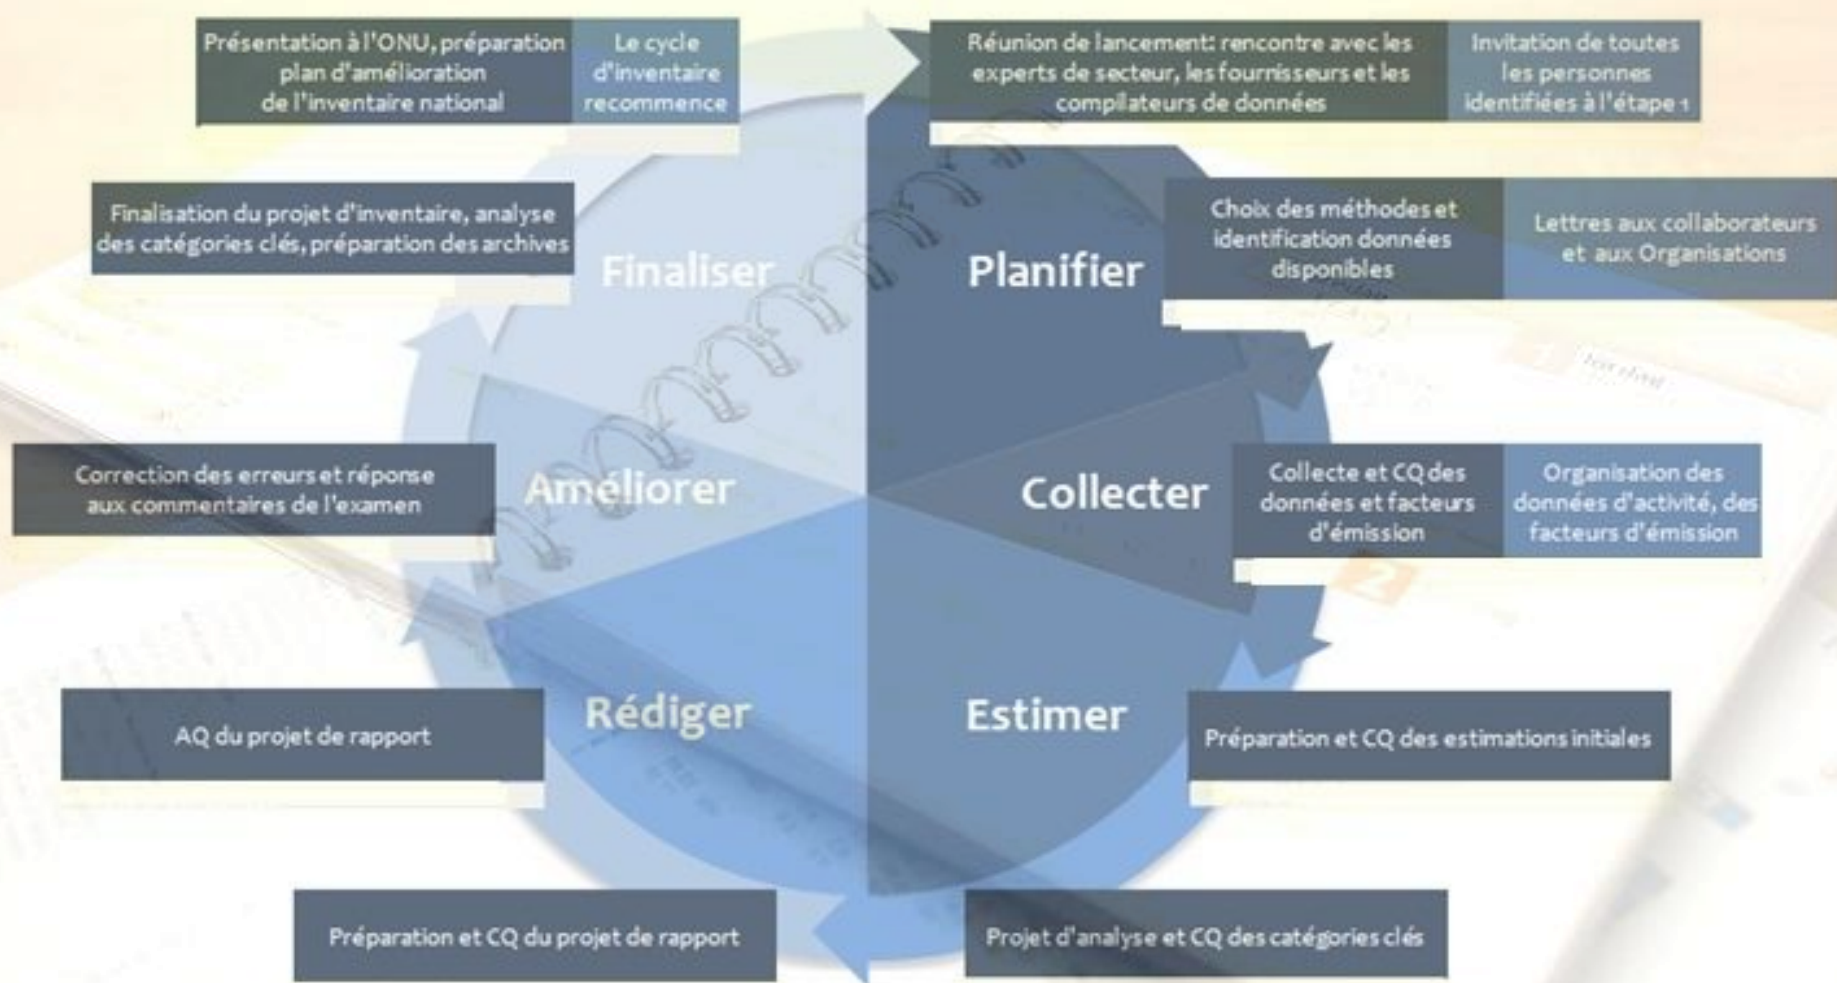 Présentation à l'ONU, préparation
plan d'amélioration
de l'inventaire national
Le cycle
d'inventaire
recommence
Réunion de lancement: rencontre avec les
experts de secteur, les fournisseurs et les
compilateurs de données
Invitation de toutes
les personnes
identifiées à l'étape 1
Finalisation du projet d'inventaire, analyse
des catégories clés, préparation des archives
Finaliser
Planifier
Choix des méthodes et
identification données
disponibles
Lettres aux collaborateurs
et aux Organisations
Correction des erreurs et réponse
aux commentaires de l'examen
Améliorer
Collecter
Collecte et CQ des
données et facteurs
d'émission
Organisation des
données d'activité, des
facteurs d'émission
2
AQ du projet de rapport
Rédiger
Estimer
Préparation et CQ des estimations initiales
Préparation et CQ du projet de rapport
Projet d'analyse et CQ des catégories clés